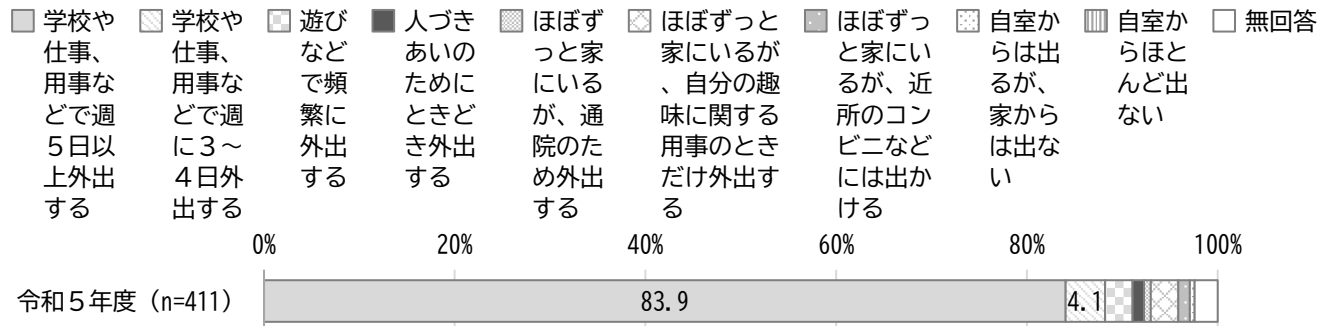 学校や
仕事、
用事な
どで週
５日以
上外出
する
学校や
仕事、
用事な
どで週
に３～
４日外
出する
遊び
など
で頻
繁に
外出
する
人づき
あいの
ために
ときど
き外出
する
ほぼず
っと家
にいる
が、通
院のた
め外出
する
ほぼずっと
家にいるが
、自分の趣
味に関する
用事のとき
だけ外出す
る
ほぼずっ
と家にい
るが、近
所のコン
ビニなど
には出か
ける
自室か
らは出
るが、
家から
は出な
い
自室か
らほと
んど出
ない
無回答
0% 20% 40% 60% 80% 100%
令和５年度（n=411） 83.9 4.1